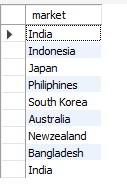 market
India
Indonesia
Japan
Philiphines
South Korea
Australia
Newzealand
Bangladesh
India